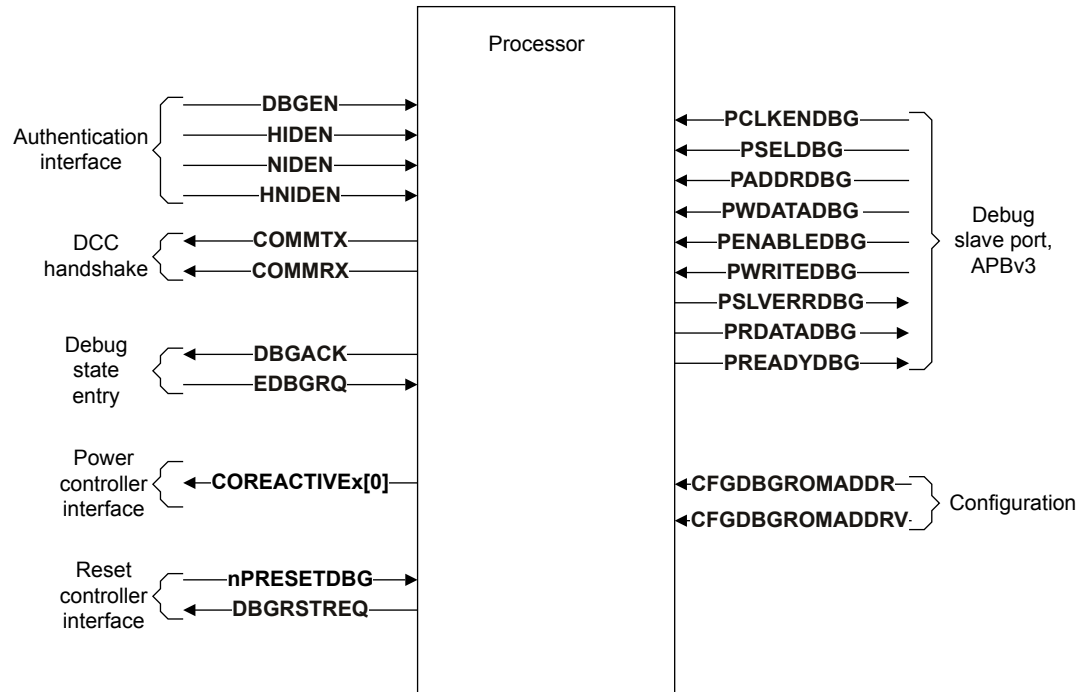 Processor
Authentication
interface
DBGEN
HIDEN
NIDEN
HNIDEN
DCC
handshake
COMMTX
COMMRX
Debug
state
entry
DBGACK
EDBGRQ
Power
controller
interface
COREACTIVEx[0]
Reset
controller
interface
nPRESETDBG
DBGRSTREQ
PCLKENDBG
PSELDBG
PADDRDBG
PWDATADBG
PENABLEDBG
PWRITEDBG
PSLVERRDBG
PRDATADBG
PREADYDBG
Debug
slave port,
APBv3
CFGDBGROMADDR
CFGDBGROMADDRV
Configuration